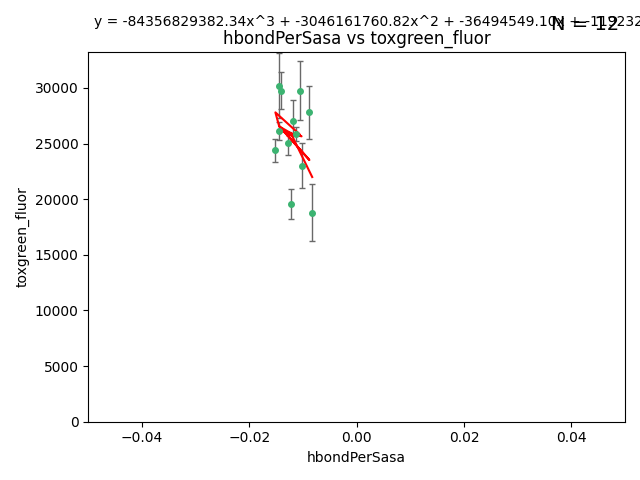 y = -84356829382.34x^3 + -3046161760.82x^2 + -36494549.10x +
N = 12
hbondPerSasa vs toxgreen_fluor
toxgreen_fluor
30000
25000
20000
15000
10000
5000
0
−0.04
−0.02
0.00
0.02
0.04
hbondPerSasa